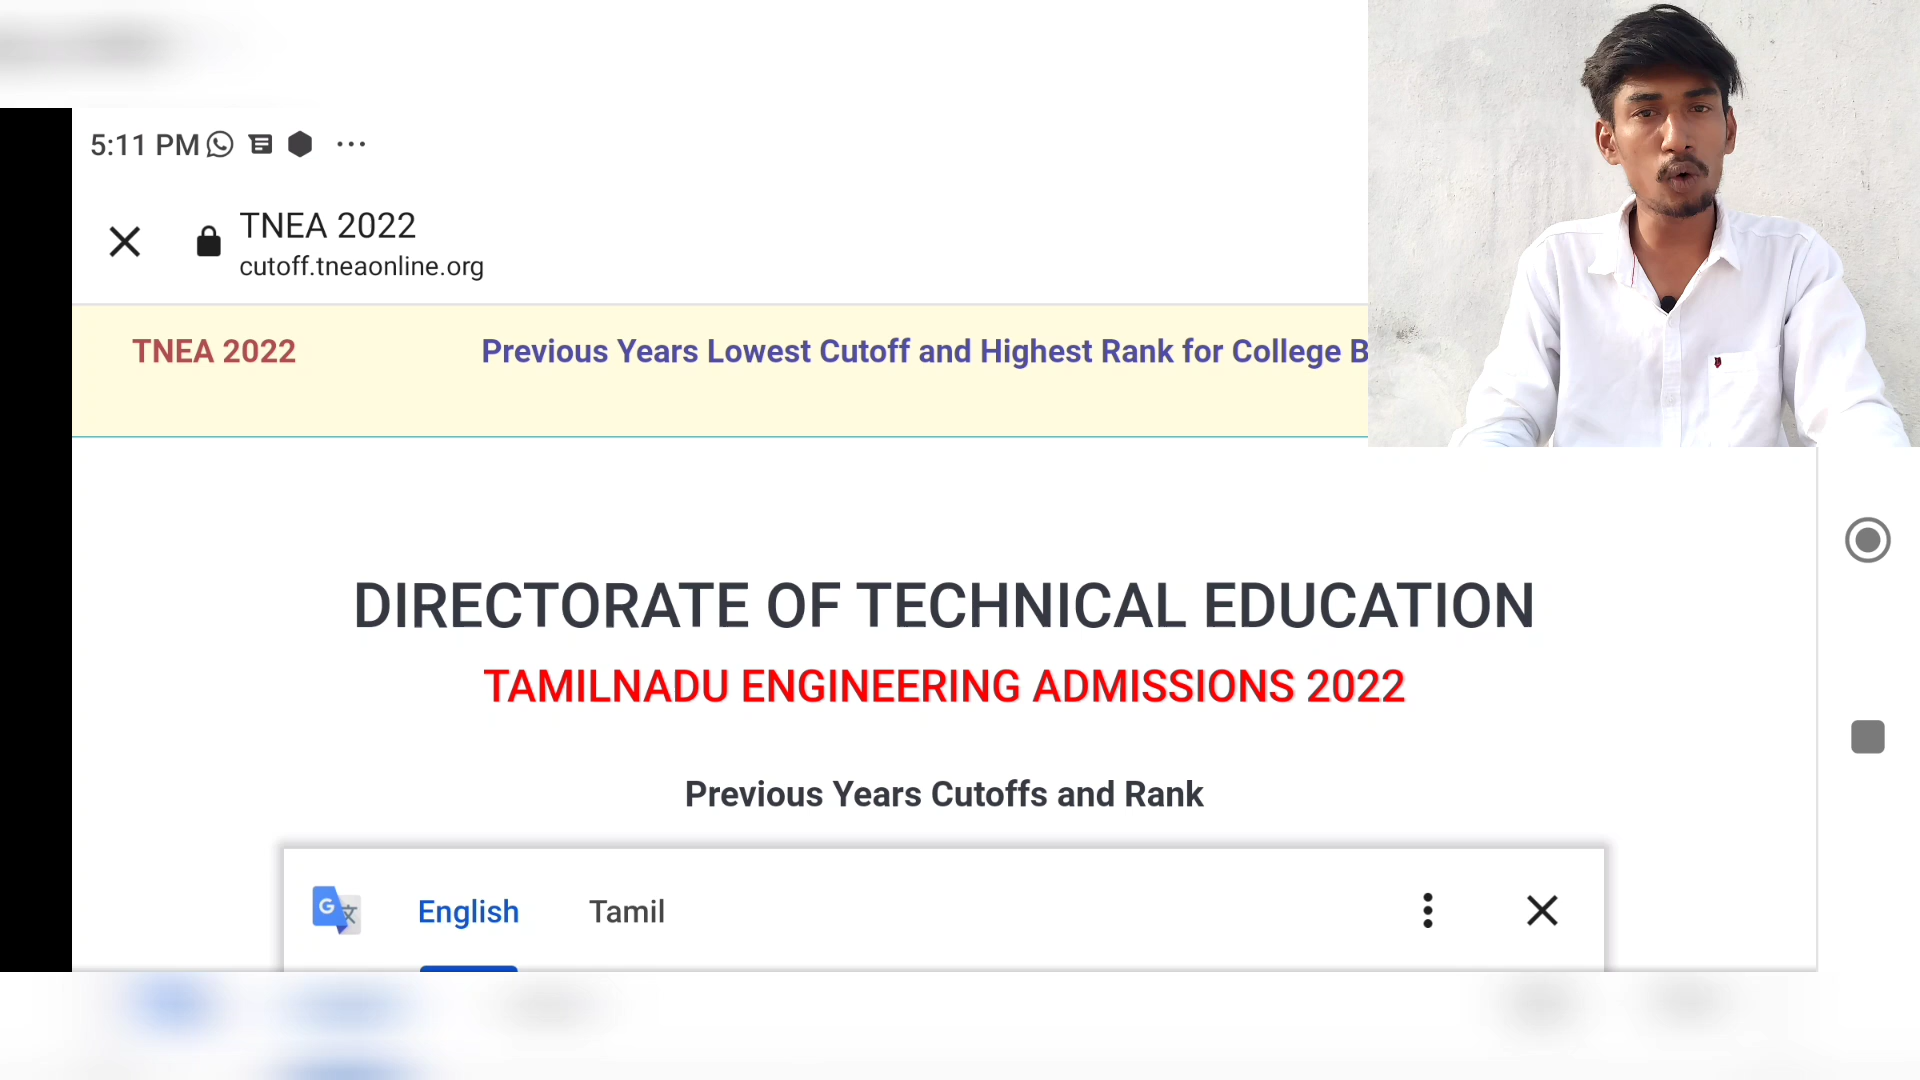 5:11 PM
TNEA 2022
cutoff.tneaonline.org
TNEA 2022
Previous Years Lowest Cutoff and Highest Rank for College B
DIRECTORATE OF TECHNICAL EDUCATION
TAMILNADU ENGINEERING ADMISSIONS 2022
Previous Years Cutoffs and Rank
G
English
Tamil